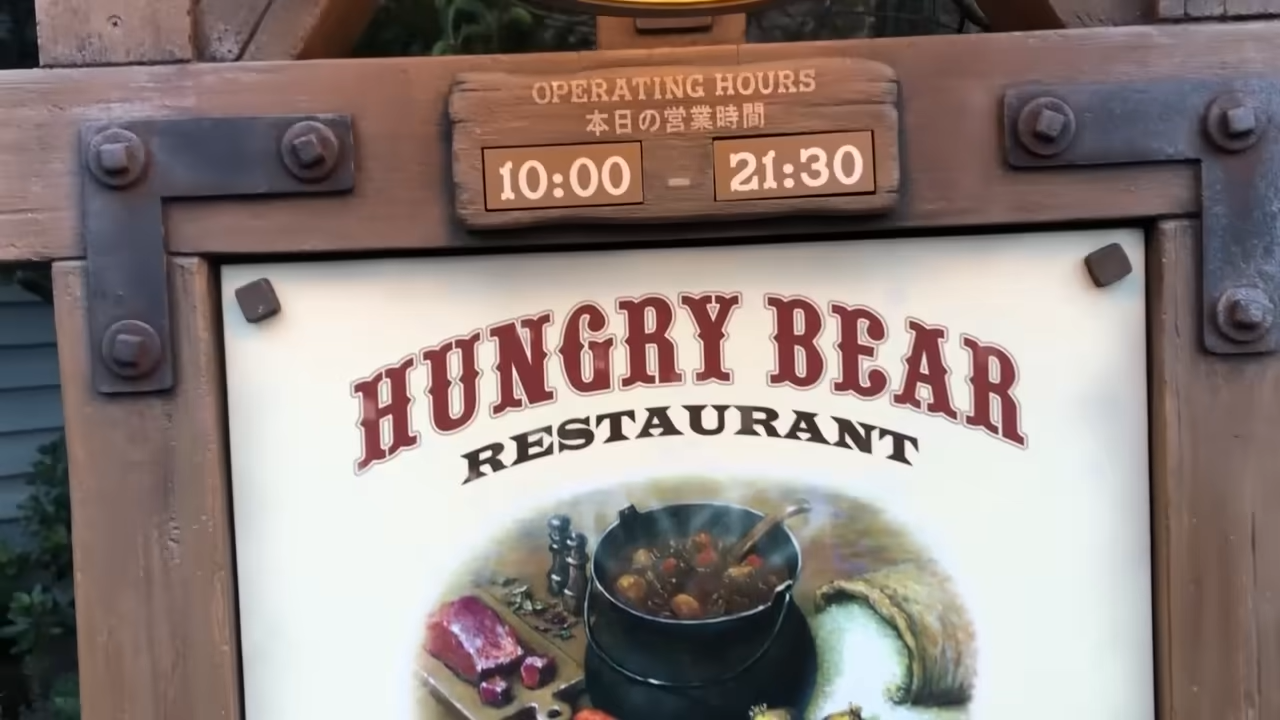 OPERATING HOURS
本日の営業時間
10:00 - 21:30
HUNGRY BEAR
RESTAURANT